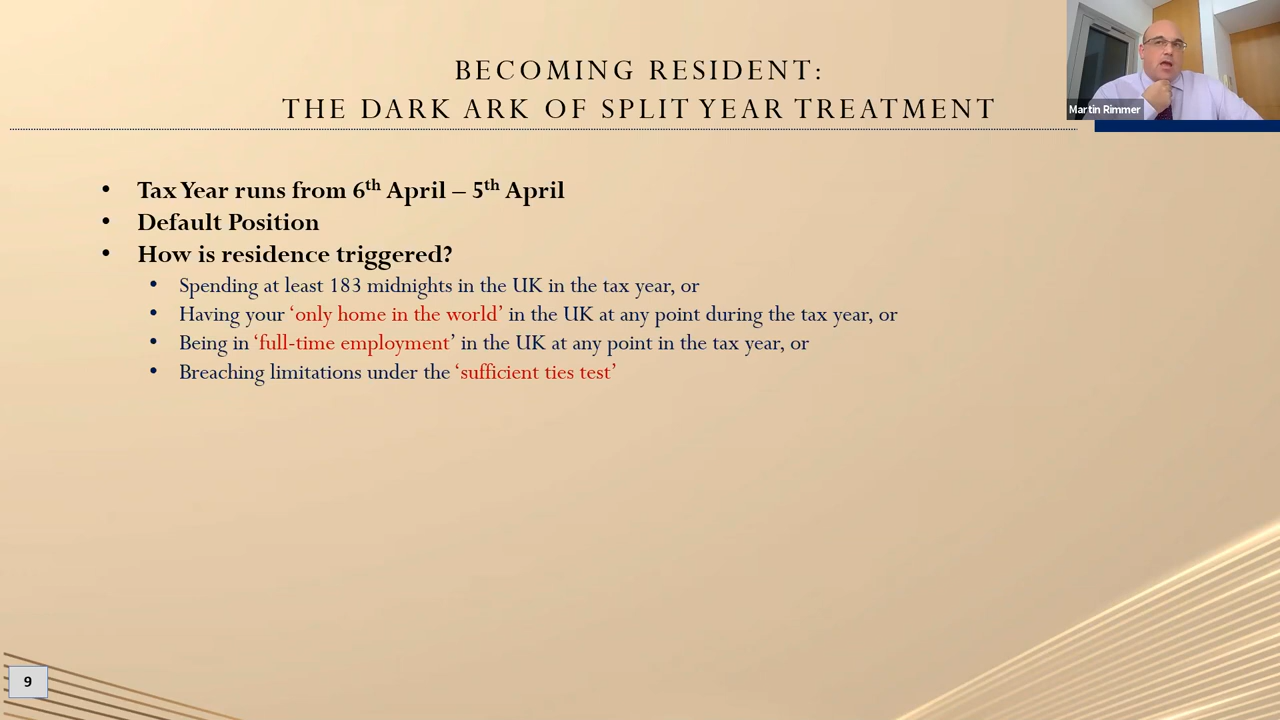 BECOMING RESIDENT:
THE DARK ARK OF SPLIT YEAR TREATMENT
Martin Rimmer
• Tax Year runs from 6th April – 5th April
• Default Position
• How is residence triggered?
• Spending at least 183 midnights in the UK in the tax year, or
• Having your ‘only home in the world’ in the UK at any point during the tax year, or
• Being in ‘full-time employment’ in the UK at any point in the tax year, or
• Breaching limitations under the ‘sufficient ties test’
9